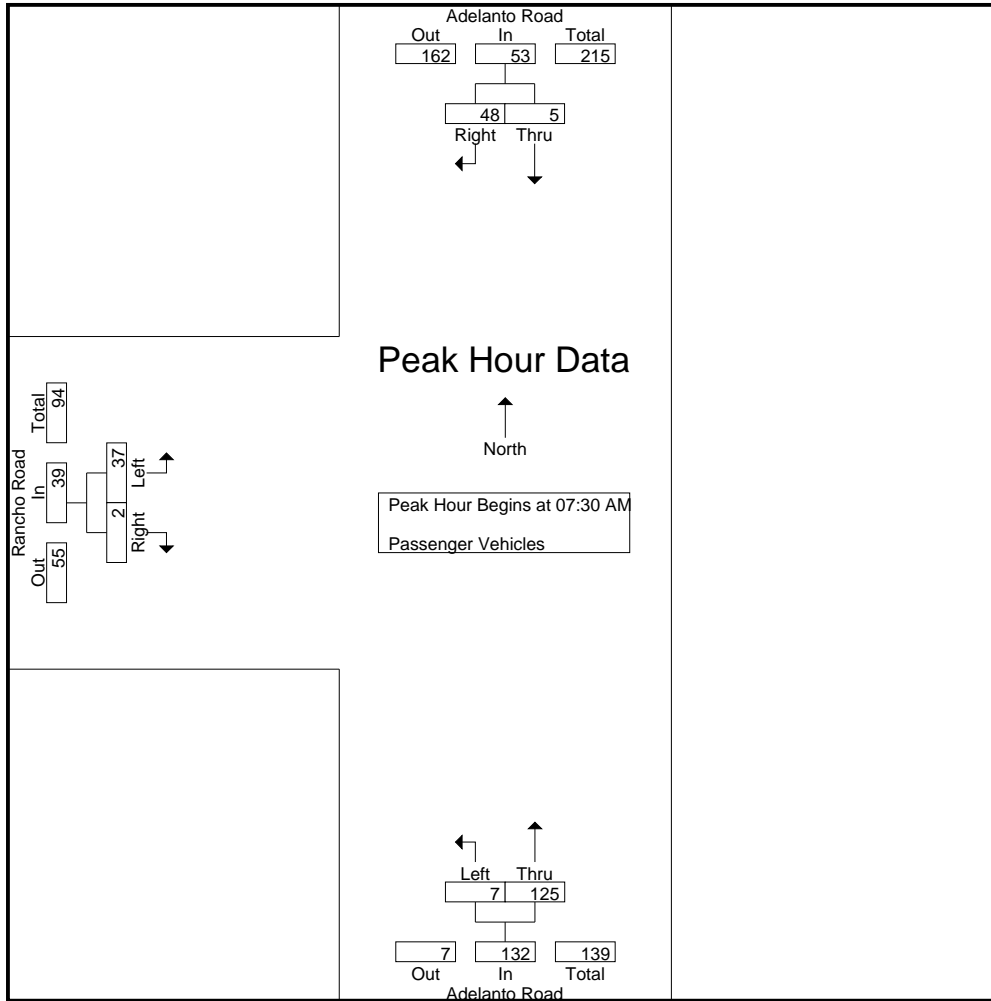 Adelanto Road
Out In Total
162 53 215
48 5
Right Thru
Peak Hour Data
North
Peak Hour Begins at 07:30 AM
Passenger Vehicles
Rancho Road
Out In Total
55 39 94
Right Left
2 37
Left Thru
7 125
7 132 139
Out In Total
Adelanto Road